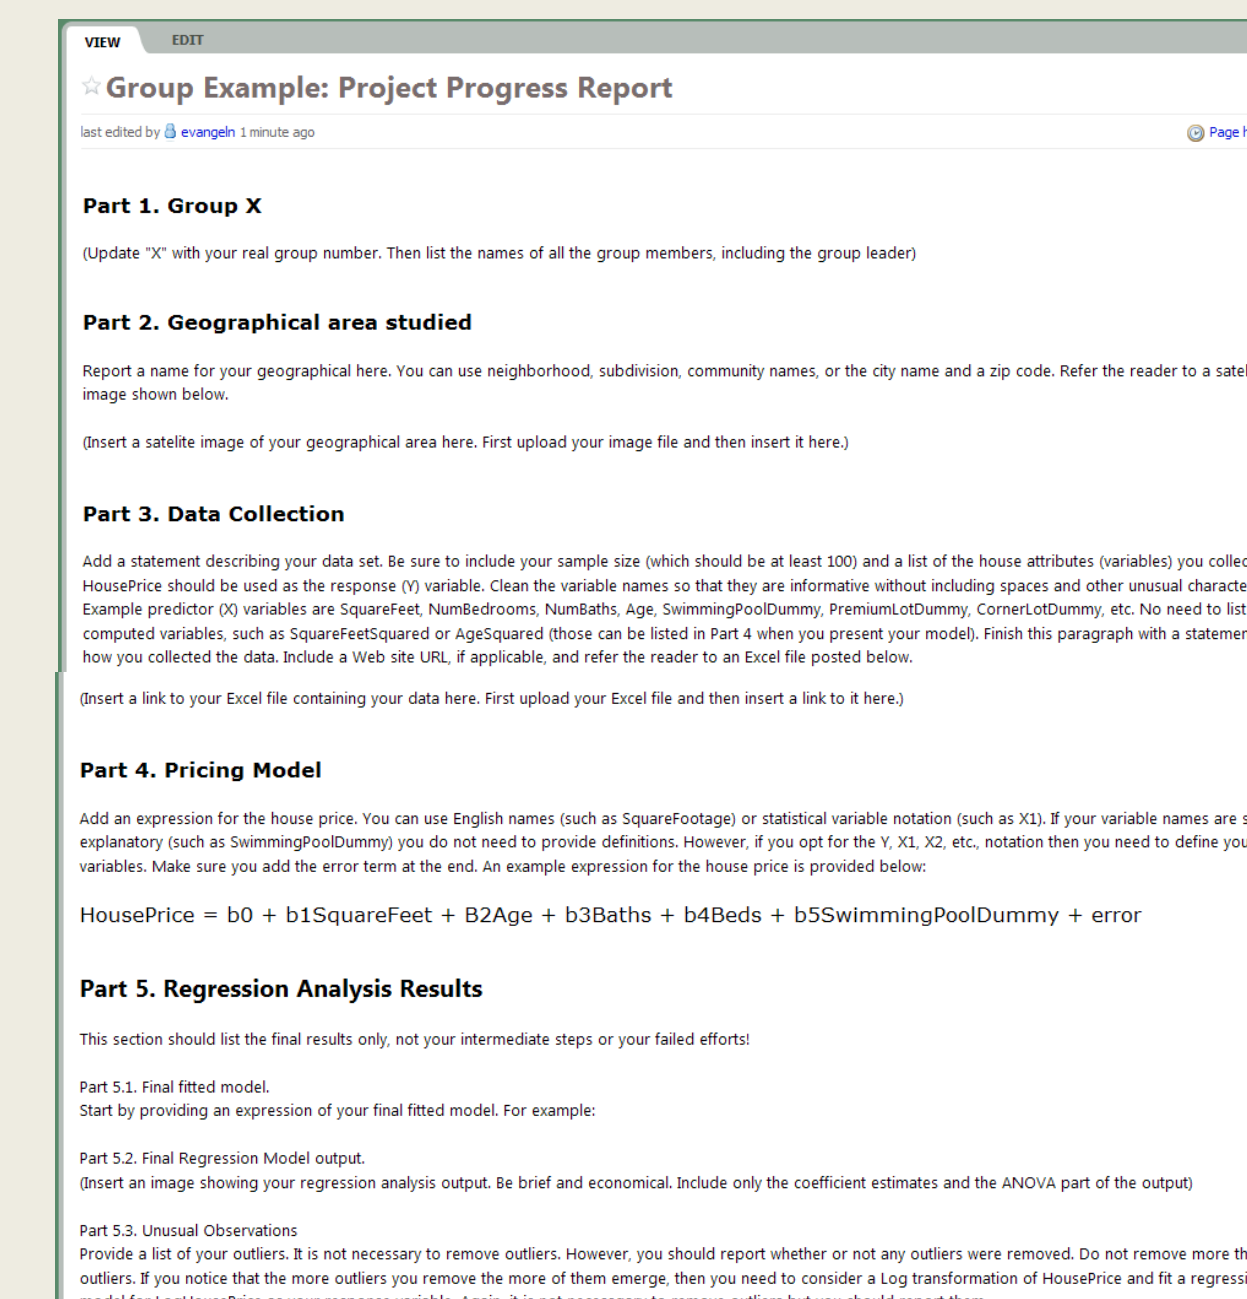 VIEW EDIT
Group Example: Project Progress Report
last edited by evangeln 1 minute ago Page
Part 1. Group X
(Update "X" with your real group number. Then list the names of all the group members, including the group leader)
Part 2. Geographical area studied
Report a name for your geographical here. You can use neighborhood, subdivision, community names, or the city name and a zip code. Refer the reader to a
image shown below.
(Insert a satelite image of your geographical area here. First upload your image file and then insert it here.)
Part 3. Data Collection
Add a statement describing your data set. Be sure to include your sample size (which should be at least 100) and a list of the house attributes (variables) you
HousePrice should be used as the response (Y) variable. Clean the variable names so that they are informative without including spaces and other unusual
Example predictor (X) variables are SquareFeet, NumBedrooms, NumBaths, Age, SwimmingPoolDummy, PremiumLotDummy, CornerLotDummy, etc. No need to list
computed variables, such as SquareFeetSquared or AgeSquared (those can be listed in Part 4 when you present your model). Finish this paragraph with a
how you collected the data. Include a Web site URL, if applicable, and refer the reader to an Excel file posted below.
(Insert a link to your Excel file containing your data here. First upload your Excel file and then insert a link to it here.)
Part 4. Pricing Model
Add an expression for the house price. You can use English names (such as SquareFootage) or statistical variable notation (such as X1). If your variable names are
explanatory (such as SwimmingPoolDummy) you do not need to provide definitions. However, if you opt for the Y, X1, X2, etc., notation then you need to define
variables. Make sure you add the error term at the end. An example expression for the house price is provided below:
HousePrice = b0 + b1SquareFeet + B2Age + b3Baths + b4Beds + b5SwimmingPoolDummy + error
Part 5. Regression Analysis Results
This section should list the final results only, not your intermediate steps or your failed efforts!
Part 5.1. Final fitted model.
Start by providing an expression of your final fitted model. For example:
Part 5.2. Final Regression Model output.
(Insert an image showing your regression analysis output. Be brief and economical. Include only the coefficient estimates and the ANOVA part of the output)
Part 5.3. Unusual Observations
Provide a list of your outliers. It is not necessary to remove outliers. However, you should report whether or not any outliers were removed. Do not remove more
outliers. If you notice that the more outliers you remove the more of them emerge, then you need to consider a Log transformation of HousePrice and fit a